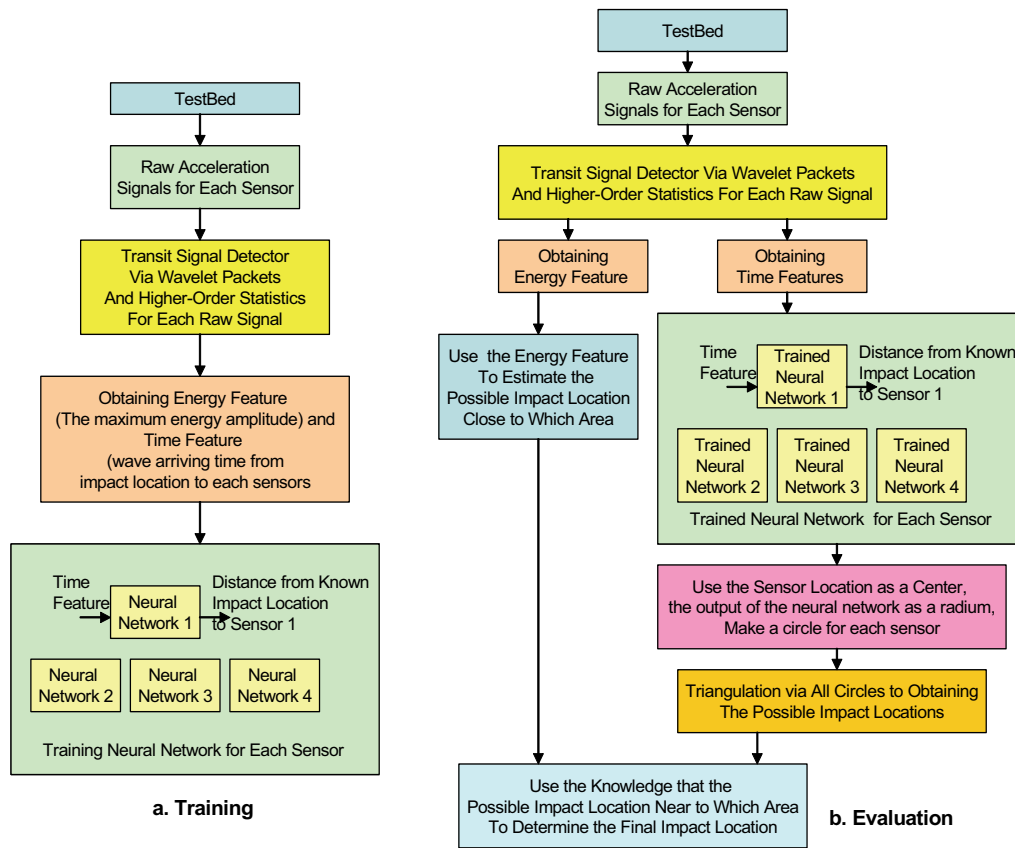 TestBed
Raw Acceleration
Signals for Each Sensor
Transit Signal Detector
Via Wavelet Packets
And Higher-Order Statistics
For Each Raw Signal
Obtaining Energy Feature
(The maximum energy amplitude) and
Time Feature
(wave arriving time from
impact location to each sensors
Time
Feature
Neural
Network 1
Distance from Known
Impact Location
to Sensor 1
Neural
Network 2
Neural
Network 3
Neural
Network 4
Training Neural Network for Each Sensor
a. Training
TestBed
Raw Acceleration
Signals for Each Sensor
Transit Signal Detector Via Wavelet Packets
And Higher-Order Statistics For Each Raw Signal
Obtaining
Energy Feature
Obtaining
Time Features
Use the Energy Feature
To Estimate the
Possible Impact Location
Close to Which Area
Time
Feature
Trained
Neural
Network 1
Distance from Known
Impact Location
to Sensor 1
Trained
Neural
Network 2
Trained
Neural
Network 3
Trained
Neural
Network 4
Trained Neural Network for Each Sensor
Use the Sensor Location as a Center,
the output of the neural network as a radium,
Make a circle for each sensor
Triangulation via All Circles to Obtaining
The Possible Impact Locations
Use the Knowledge that the
Possible Impact Location Near to Which Area
To Determine the Final Impact Location
b. Evaluation